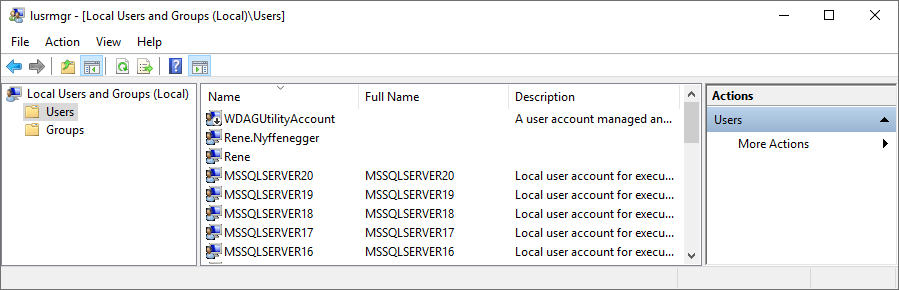 lusrmgr - [Local Users and Groups (Local)\Users]
File Action View Help
Local Users and Groups (Local)
Users
Groups
Name Full Name Description
WDAGUtilityAccount A user account managed an...
Rene.Nyffenegger
Rene
MSSQLSERVER20 MSSQLSERVER20 Local user account for execu...
MSSQLSERVER19 MSSQLSERVER19 Local user account for execu...
MSSQLSERVER18 MSSQLSERVER18 Local user account for execu...
MSSQLSERVER17 MSSQLSERVER17 Local user account for execu...
MSSQLSERVER16 MSSQLSERVER16 Local user account for execu...
Actions
Users
More Actions